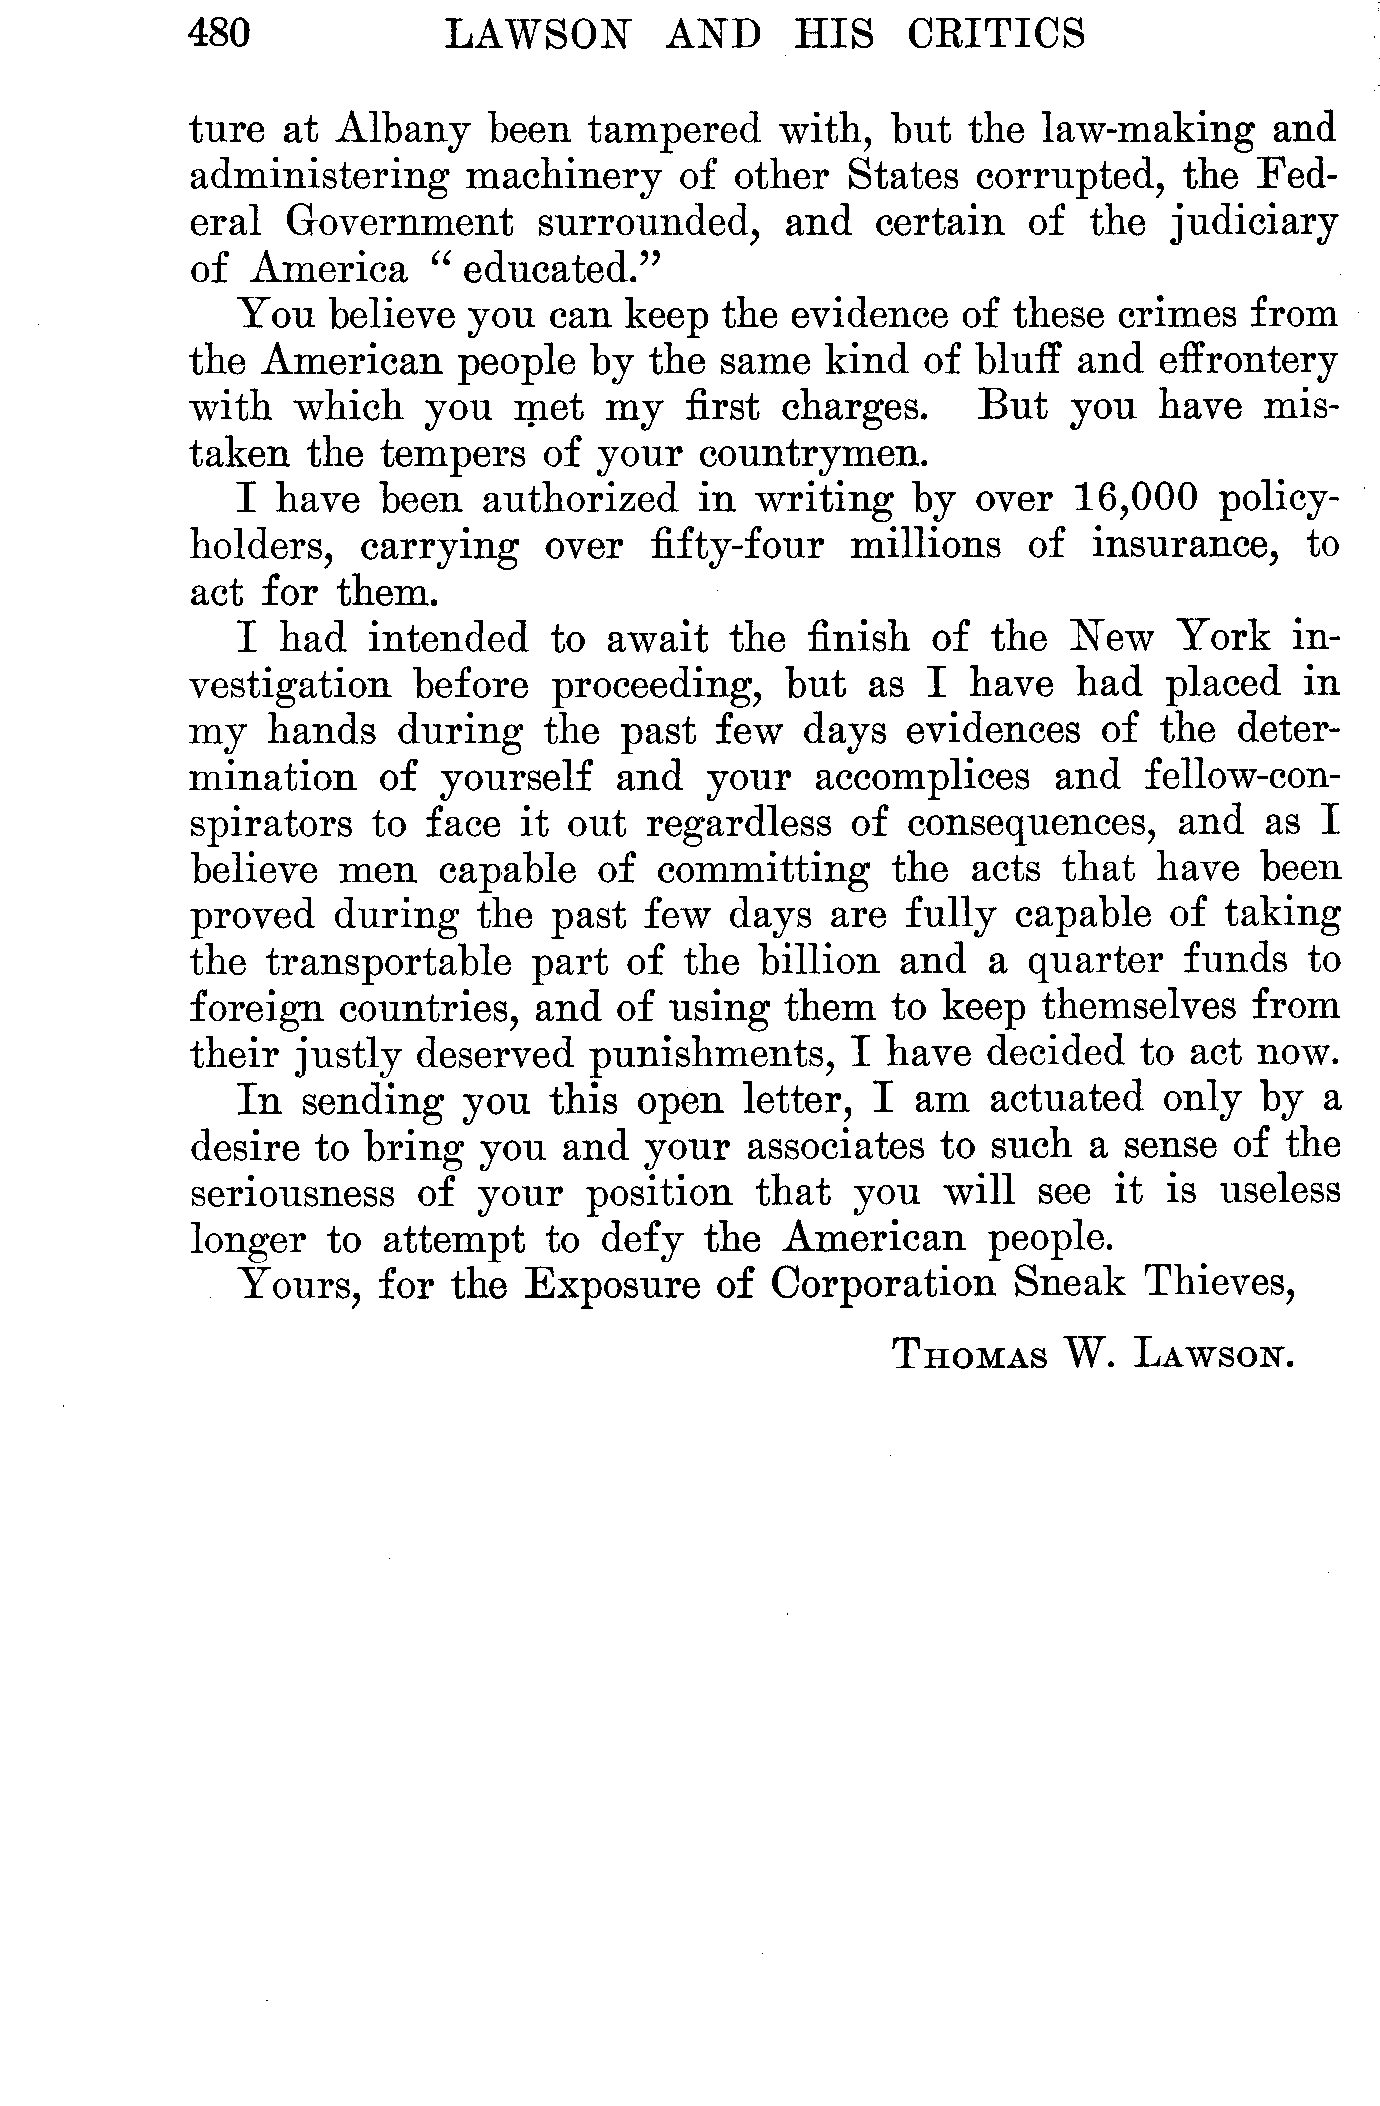 480 LAWSON AND HIS CRITICS
ture at Albany been tampered with, but the law-making and
administering machinery of other States corrupted, the Fed-
eral Government surrounded, and certain of the judiciary
of America “ educated.”
You believe you can keep the evidence of these crimes from
the American people by the same kind of bluff and effrontery
with which you met my first charges. But you have mis-
taken the tempers of your countrymen.
I have been authorized in writing by over 16,000 policy-
holders, carrying over fifty-four millions of insurance, to
act for them.
I had intended to await the finish of the New York in-
vestigation before proceeding, but as I have had placed in
my hands during the past few days evidences of the deter-
mination of yourself and your accomplices and fellow-con-
spirators to face it out regardless of consequences, and as I
believe men capable of committing the acts that have been
proved during the past few days are fully capable of taking
the transportable part of the billion and a quarter funds to
foreign countries, and of using them to keep themselves from
their justly deserved punishments, I have decided to act now.
In sending you this open letter, I am actuated only by a
desire to bring you and your associates to such a sense of the
seriousness of your position that you will see it is useless
longer to attempt to defy the American people.
Yours, for the Exposure of Corporation Sneak Thieves,
THOMAS W. LAWSON.